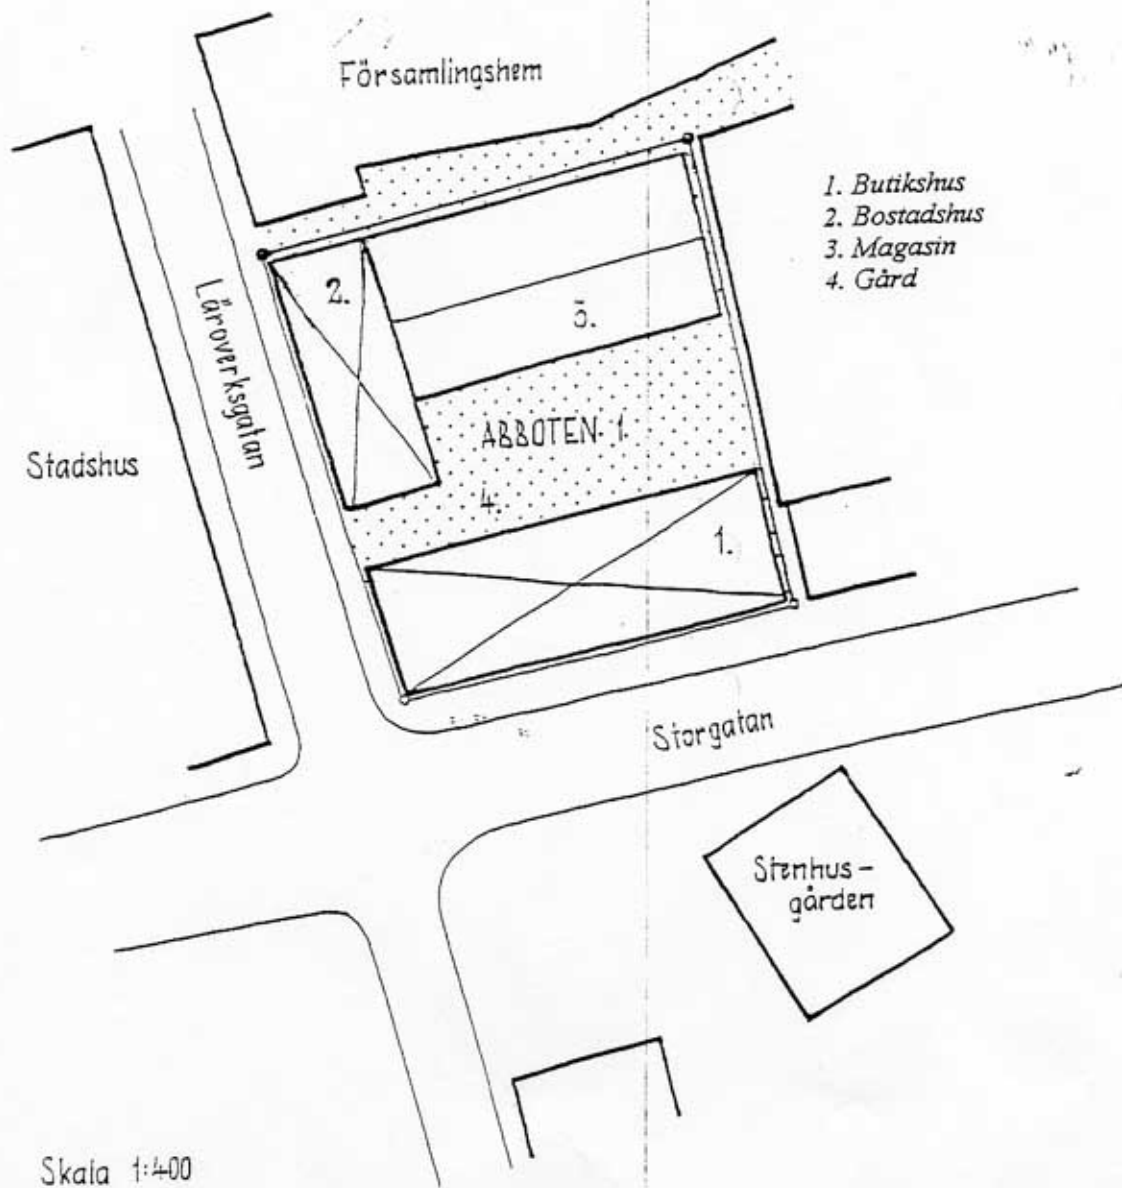 Församlingshem
1. Butikshus
2. Bostadshus
3. Magasin
4. Gård
2.
Läroverksgatan
3.
Stadshus
ABBOTEN 1.
4.
1.
Storgatan
Stenhus-
gården
Skala 1:400